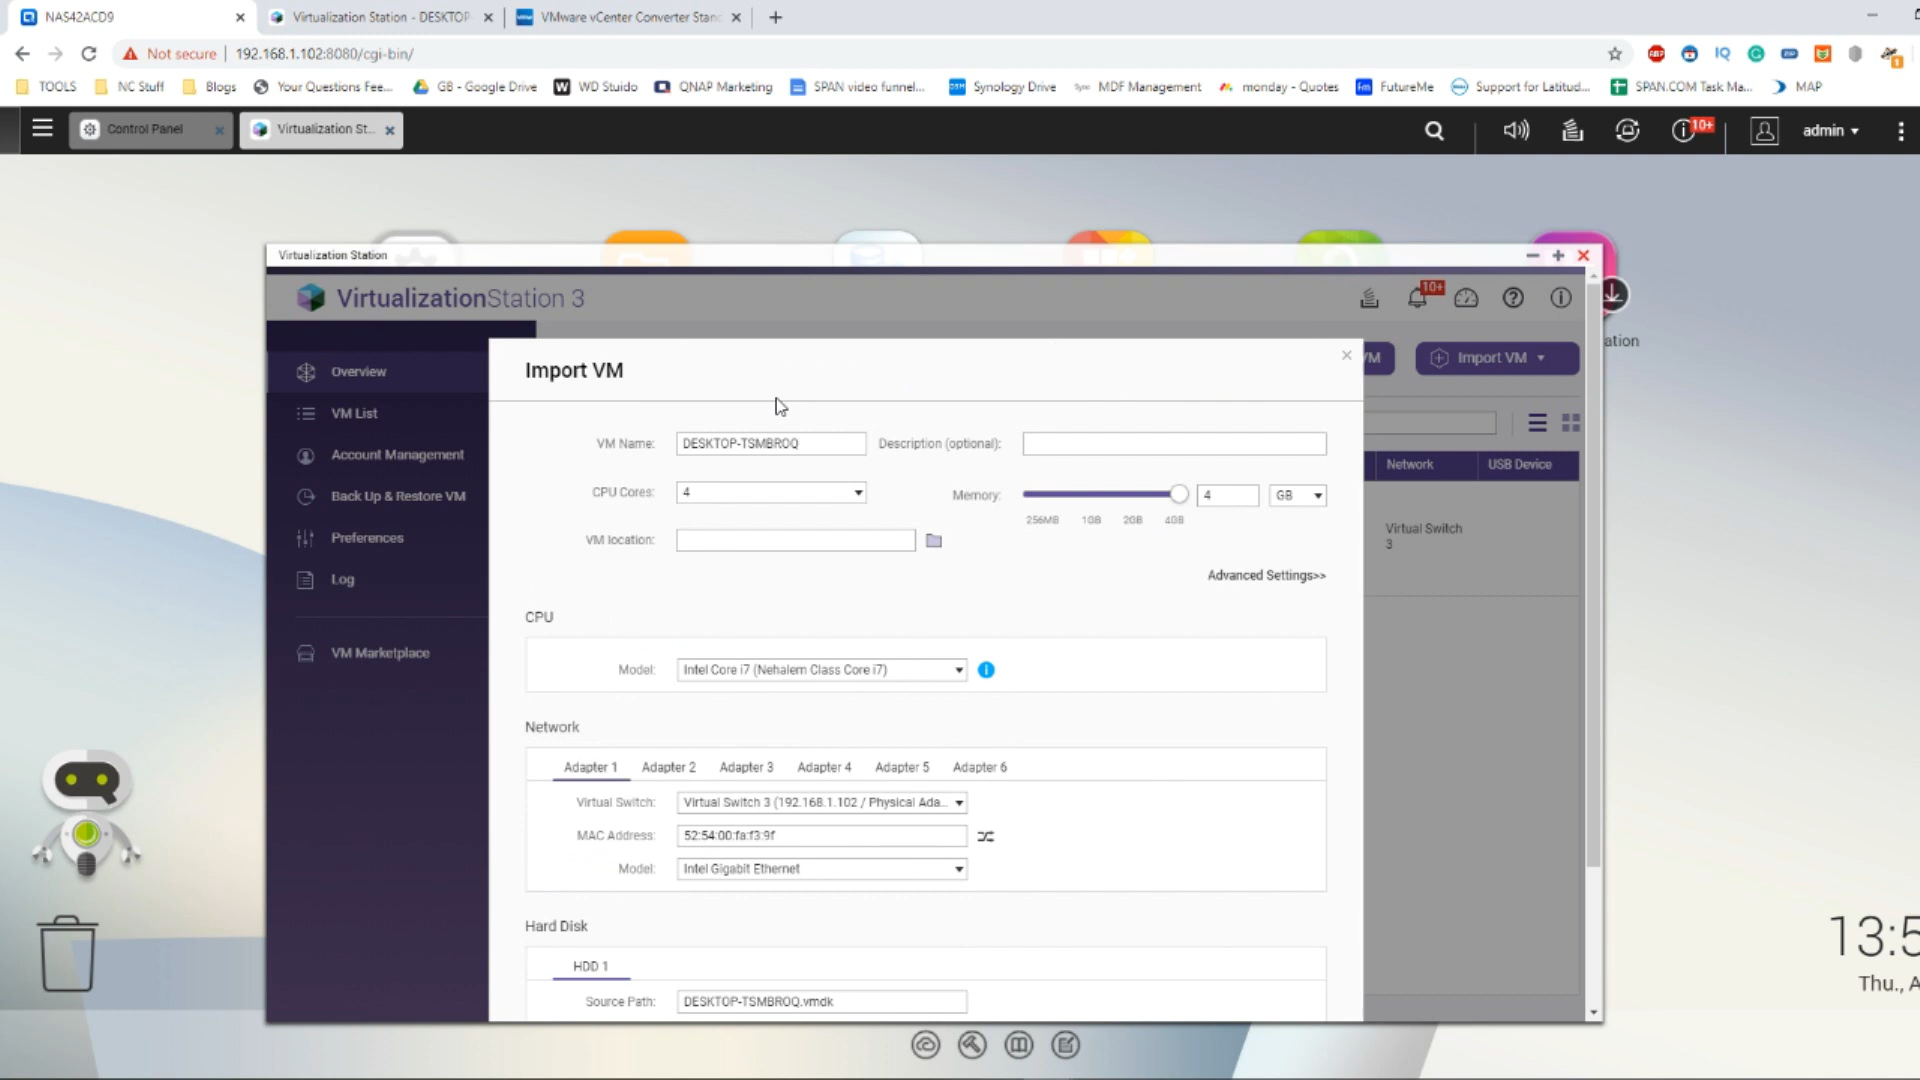 NAS42ACD9
Virtualization Station - DESKTOP
VMware vCenter Converter Stand
Not secure
192.168.1.102:8080/cgi-bin/
TOOLS
NC Stuff
Blogs
Your Questions Fee...
GB - Google Drive
WD Stuido
QNAP Marketing
SPAN video funnel...
Synology Drive
MDF Management
monday - Quotes
FutureMe
Support for Latitud...
SPAN.COM Task Ma...
MAP
Control Panel
Virtualization St...
10+
admin
Virtualization Station
ation
VirtualizationStation 3
10+
Overview
VM List
Account Management
Back Up & Restore VM
Preferences
Log
VM Marketplace
VM
Import VM
Network
USB Device
Virtual Switch
3
Import VM
VM Name:
DESKTOP-TSMBROQ
Description (optional):
CPU Cores:
4
Memory:
4
GB
256MB
1GB
2GB
4GB
VM location:
Advanced Settings>>
CPU
Model:
Intel Core i7 (Nehalem Class Core i7)
Network
Adapter 1
Adapter 2
Adapter 3
Adapter 4
Adapter 5
Adapter 6
Virtual Switch:
Virtual Switch 3 (192.168.1.102 / Physical Ada...
MAC Address:
52:54:00:fa:f3:9f
Model:
Intel Gigabit Ethernet
Hard Disk
HDD 1
Source Path:
DESKTOP-TSMBROQ.vmdk
13:5
Thu., A